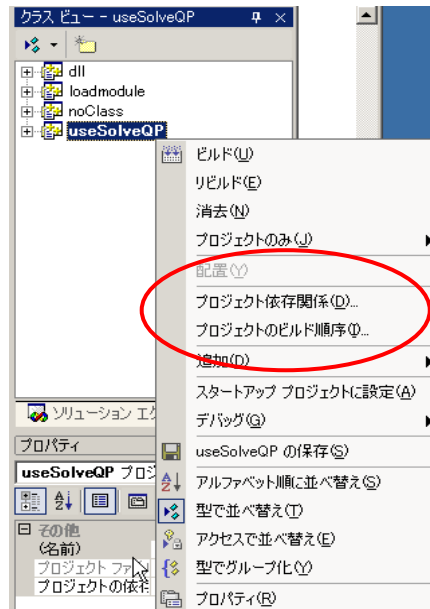 クラス ビュー - useSolveQP
dll
loadmodule
noClass
useSolveQP
ビルド(U)
リビルド(E)
消去(N)
プロジェクトのみ(J)
配置(Y)
プロジェクト依存関係(D)...
プロジェクトのビルド順序(I)...
追加(D)
スタートアップ プロジェクトに設定(A)
デバッグ(G)
useSolveQP の保存(S)
アルファベット順に並べ替え(S)
型で並べ替え(T)
アクセスで並べ替え(E)
型でグループ化(Y)
プロパティ(R)
ソリューション エク
プロパティ
useSolveQP プロジ
その他
(名前)
プロジェクト ファ
プロジェクトの依存